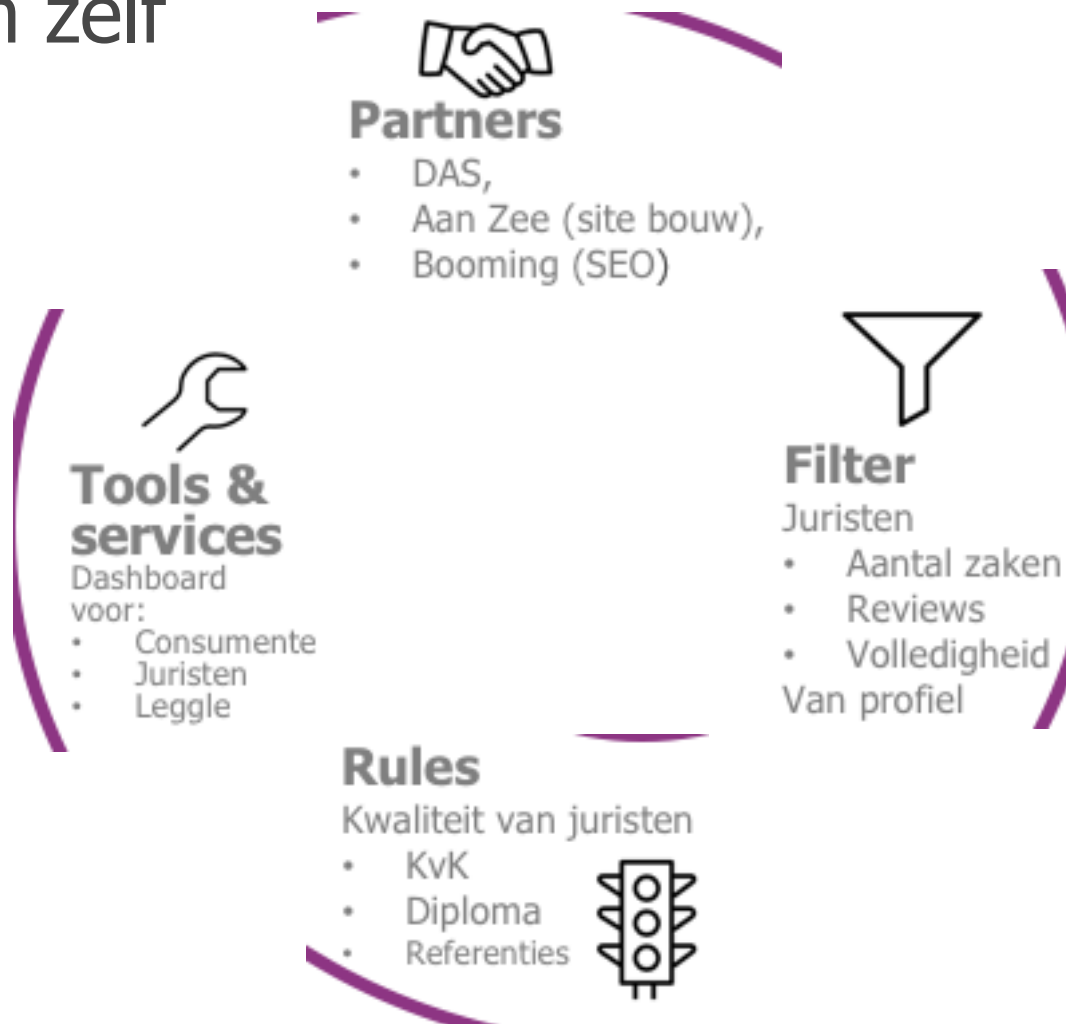 zelf
Partners
• DAS,
• Aan Zee (site bouw),
• Booming (SEO)
Tools &
services
Dashboard
voor:
• Consumente
• Juristen
• Leggle
Filter
Juristen
• Aantal zaken
• Reviews
• Volledigheid
Van profiel
Rules
Kwaliteit van juristen
• KvK
• Diploma
• Referenties